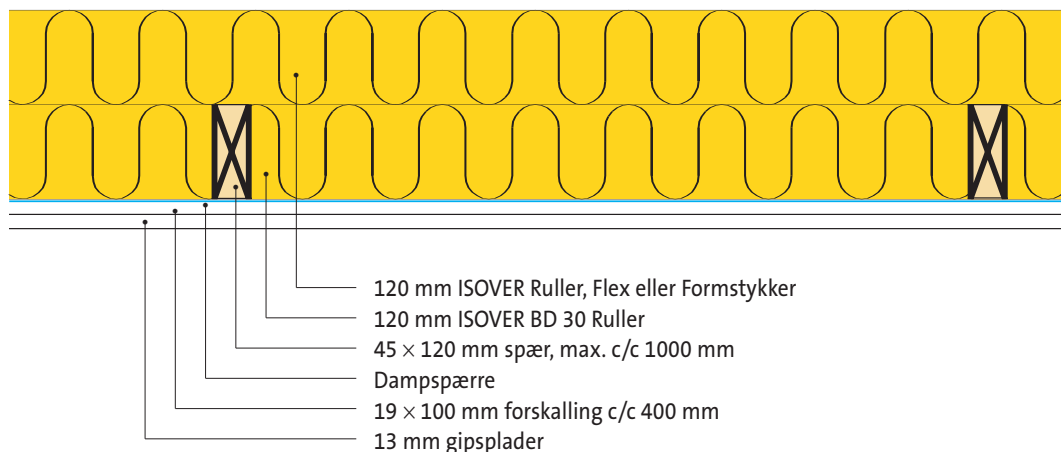 120 mm ISOVER Ruller, Flex eller Formstykker
120 mm ISOVER BD 30 Ruller
45 × 120 mm spær, max. c/c 1000 mm
Dampspærre
19 × 100 mm forskalling c/c 400 mm
13 mm gipsplader